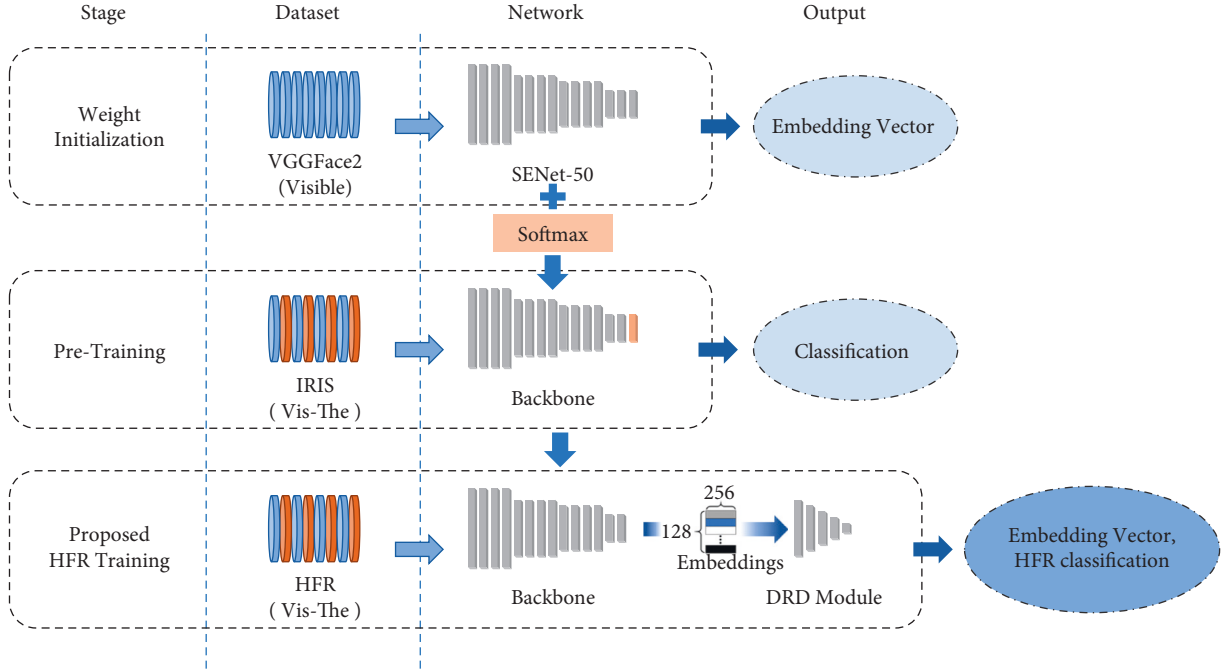 Stage
Dataset
Network
Output
Weight
Initialization
VGGFace2
(Visible)
SENet-50
Embedding Vector
Softmax
Pre-Training
IRIS
( Vis-The )
Backbone
Classification
Proposed
HFR Training
HFR
( Vis-The )
Backbone
256
128
Embeddings
DRD Module
Embedding Vector,
HFR classification